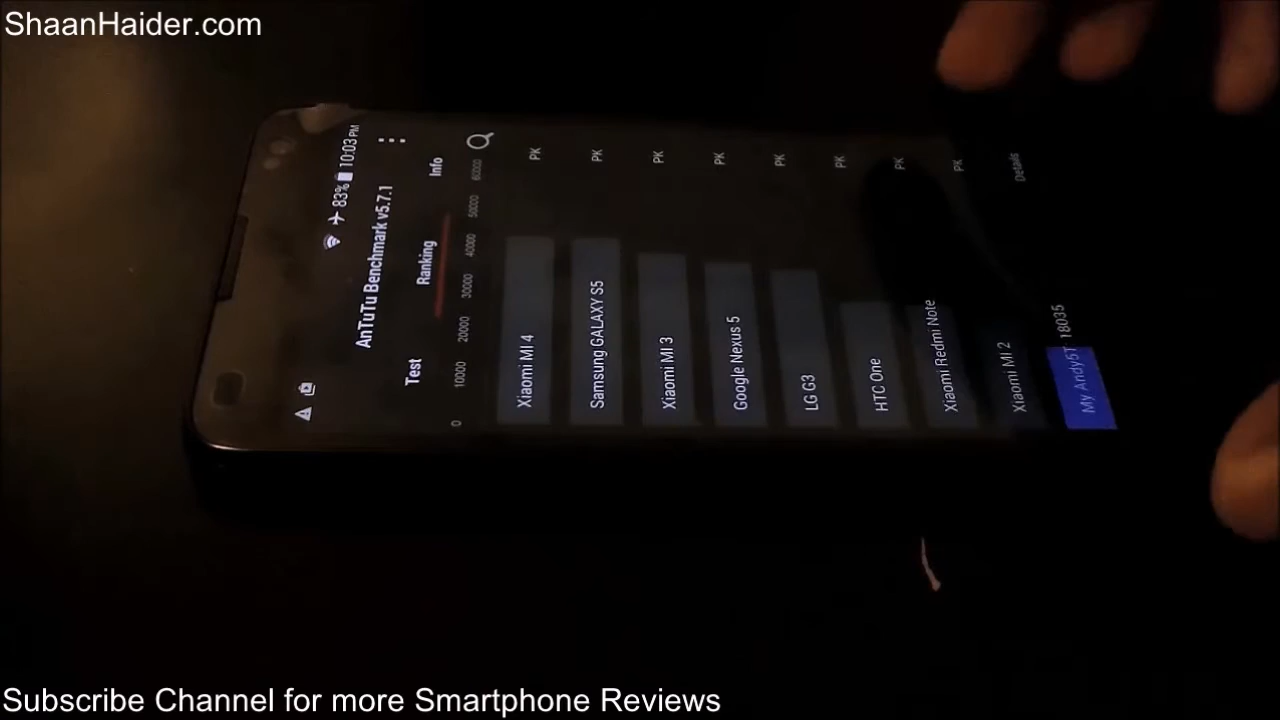 ShaanHaider.com
83% 10:03 PM
AnTuTu Benchmark v5.7.1
Test Ranking Info
0 10000 20000 30000 40000 50000 60000
Xiaomi MI 4 PK
Samsung GALAXY S5 PK
Xiaomi MI 3 PK
Google Nexus 5 PK
LG G3 PK
HTC One PK
Xiaomi Redmi Note PK
Xiaomi MI 2 PK
My Andy5T 18035 Details
Subscribe Channel for more Smartphone Reviews